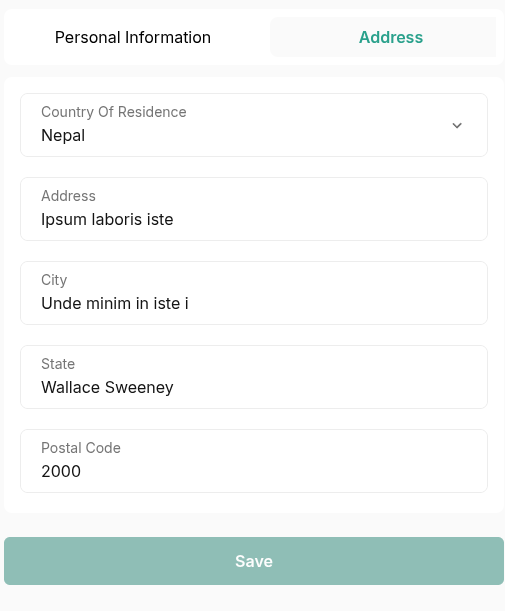 Personal Information
Address
Country Of Residence
Nepal
Address
Ipsum laboris iste
City
Unde minim in iste i
State
Wallace Sweeney
Postal Code
2000
Save